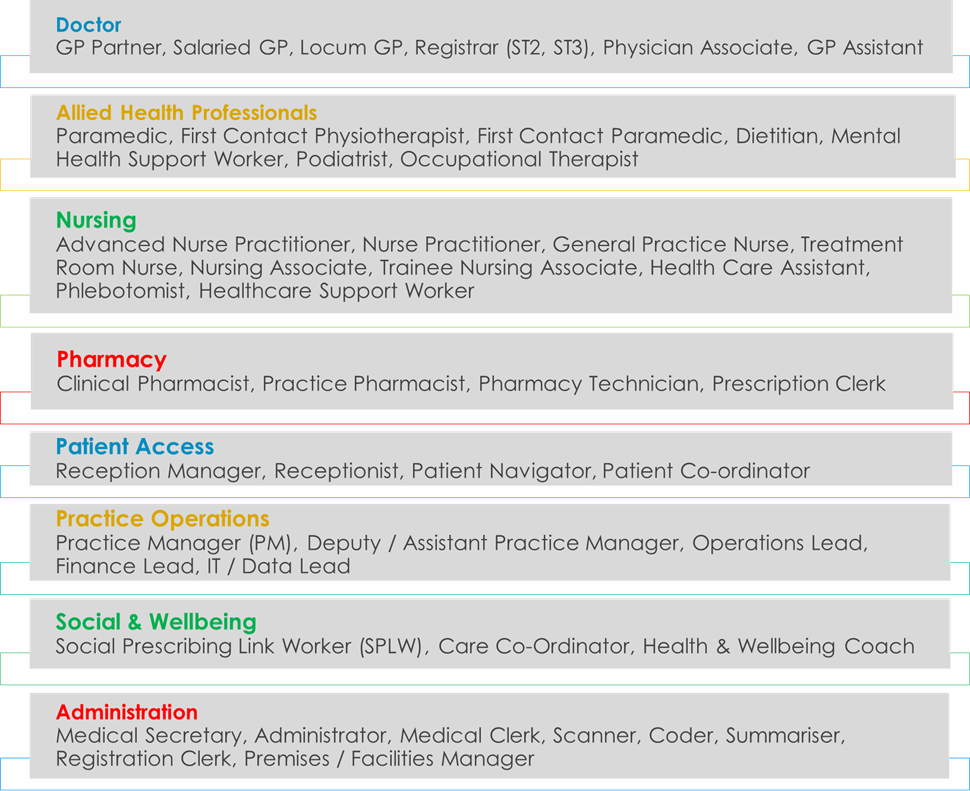 Doctor
GP Partner, Salaried GP, Locum GP, Registrar (ST2, ST3), Physician Associate, GP Assistant
Allied Health Professionals
Paramedic, First Contact Physiotherapist, First Contact Paramedic, Dietitian, Mental
Health Support Worker, Podiatrist, Occupational Therapist
Nursing
Advanced Nurse Practitioner, Nurse Practitioner, General Practice Nurse, Treatment
Room Nurse, Nursing Associate, Trainee Nursing Associate, Health Care Assistant,
Phlebotomist, Healthcare Support Worker
Pharmacy
Clinical Pharmacist, Practice Pharmacist, Pharmacy Technician, Prescription Clerk
Patient Access
Reception Manager, Receptionist, Patient Navigator, Patient Co-ordinator
Practice Operations
Practice Manager (PM), Deputy / Assistant Practice Manager, Operations Lead,
Finance Lead, IT / Data Lead
Social & Wellbeing
Social Prescribing Link Worker (SPLW), Care Co-Ordinator, Health & Wellbeing Coach
Administration
Medical Secretary, Administrator, Medical Clerk, Scanner, Coder, Summariser,
Registration Clerk, Premises / Facilities Manager